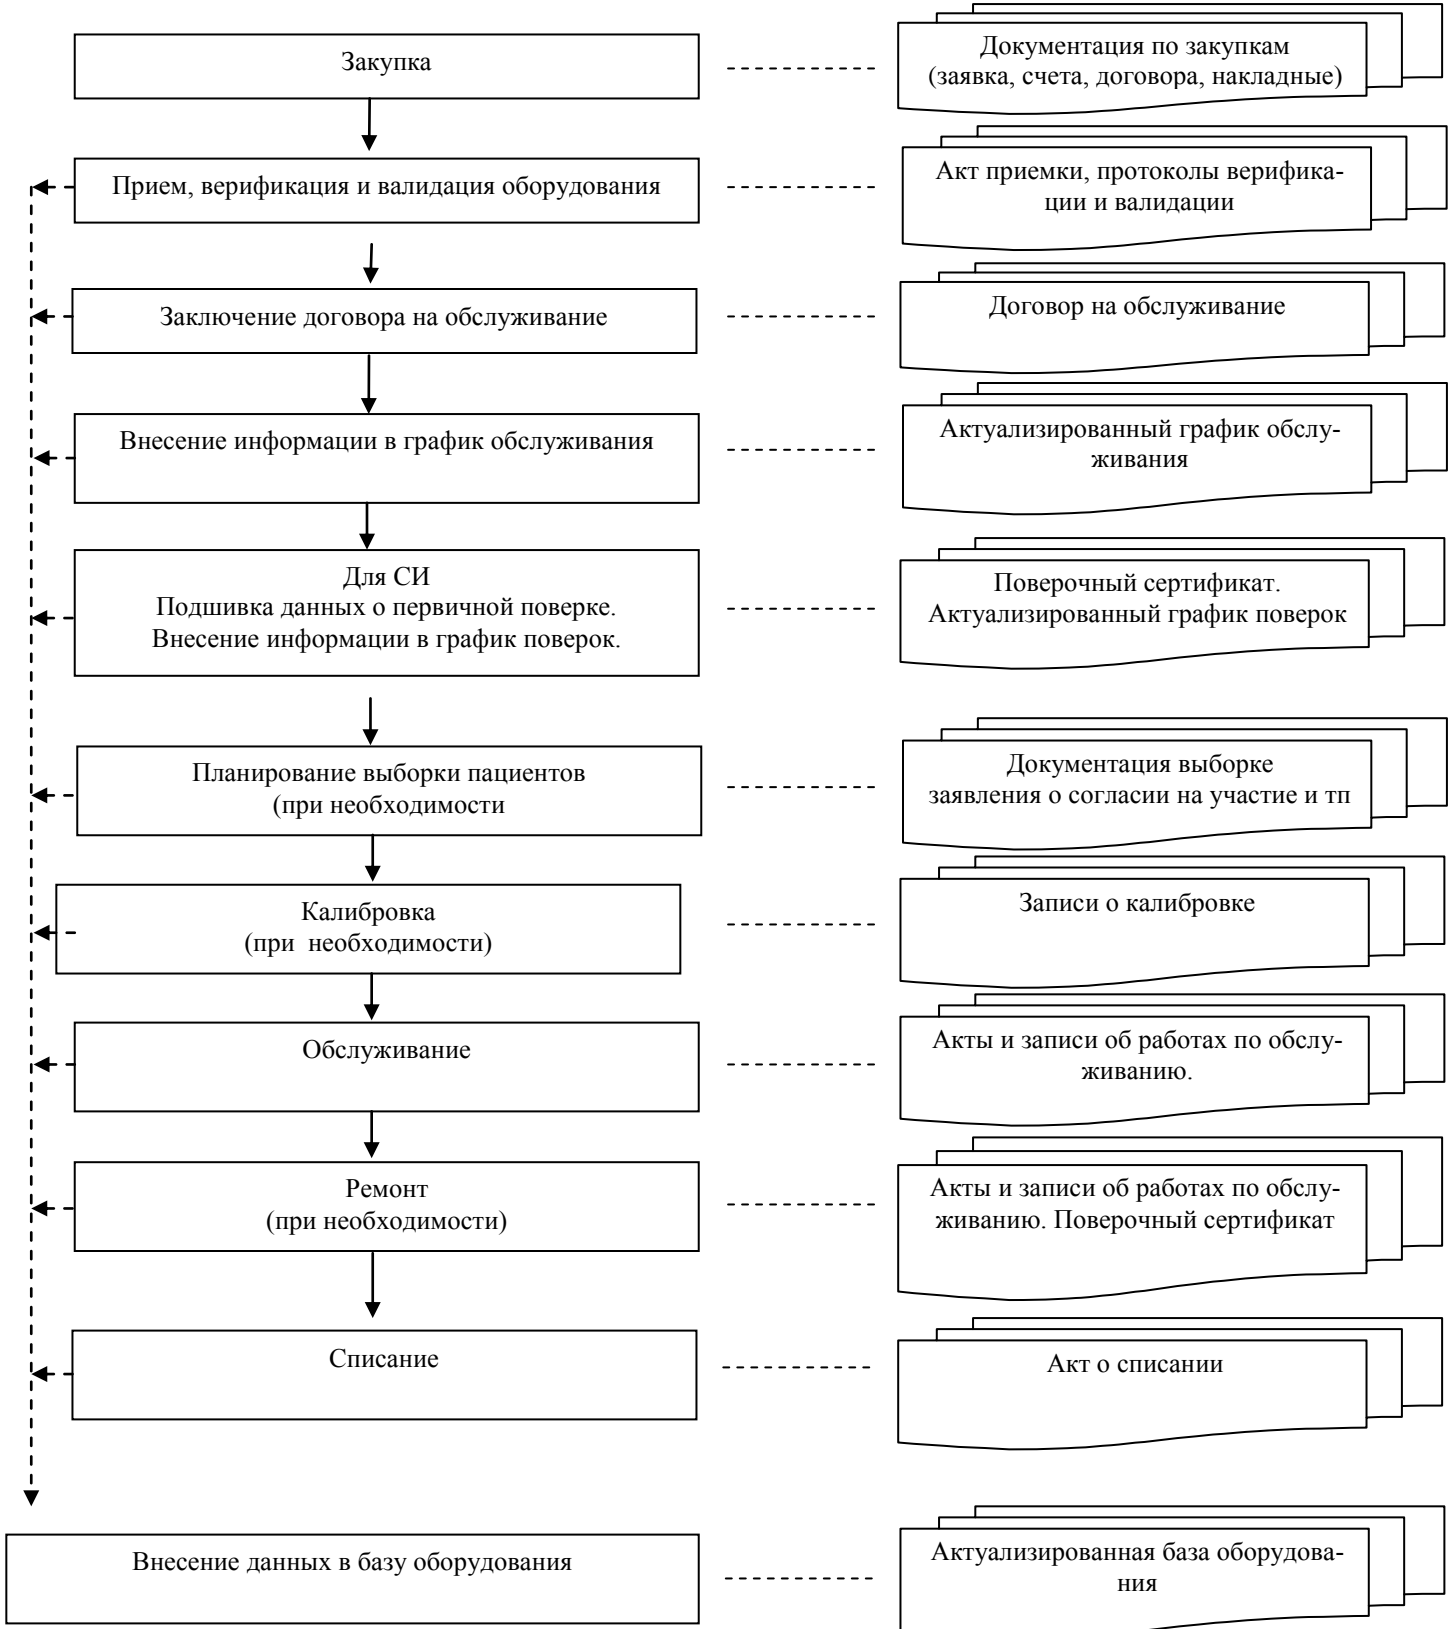 Закупка
Документация по закупкам
(заявка, счета, договора, накладные)
Прием, верификация и валидация оборудования
Акт приемки, протоколы верифика-
ции и валидации
Заключение договора на обслуживание
Договор на обслуживание
Внесение информации в график обслуживания
Актуализированный график обслу-
живания
Для СИ
Подшивка данных о первичной поверке.
Внесение информации в график поверок.
Поверочный сертификат.
Актуализированный график поверок
Планирование выборки пациентов
(при необходимости
Документация выборке
заявления о согласии на участие и тп
Калибровка
(при  необходимости)
Записи о калибровке
Обслуживание
Акты и записи об работах по обслу-
живанию.
Ремонт
(при необходимости)
Акты и записи об работах по обслу-
живанию. Поверочный сертификат
Списание
Акт о списании
Внесение данных в базу оборудования
Актуализированная база оборудова-
ния